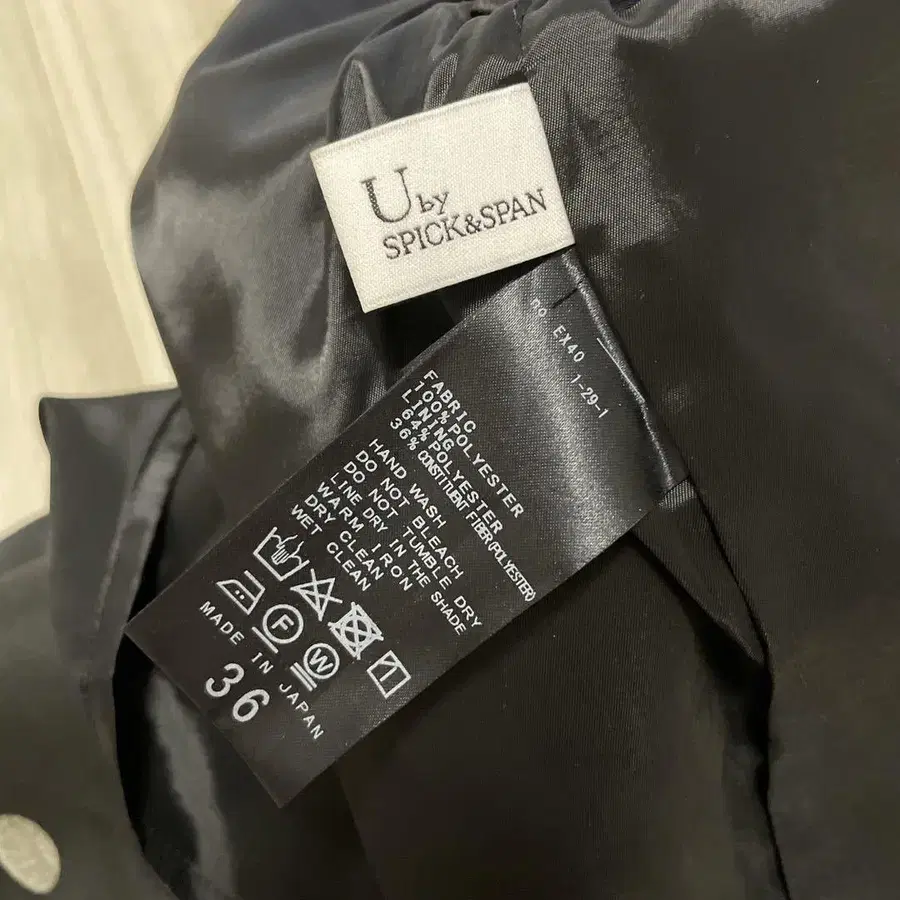 U by
SPICK&SPAN
no EX40 1-29-1
FABRIC
100%POLYESTER
LINING
64%POLYESTER
36% CONSTITUENT FIBER(POLYESTER)
HAND WASH
DO NOT BLEACH
DO NOT TUMBLE DRY
LINE DRY IN THE SHADE
WARM IRON
DRY CLEAN
WET CLEAN
F
W
MADE IN JAPAN
36